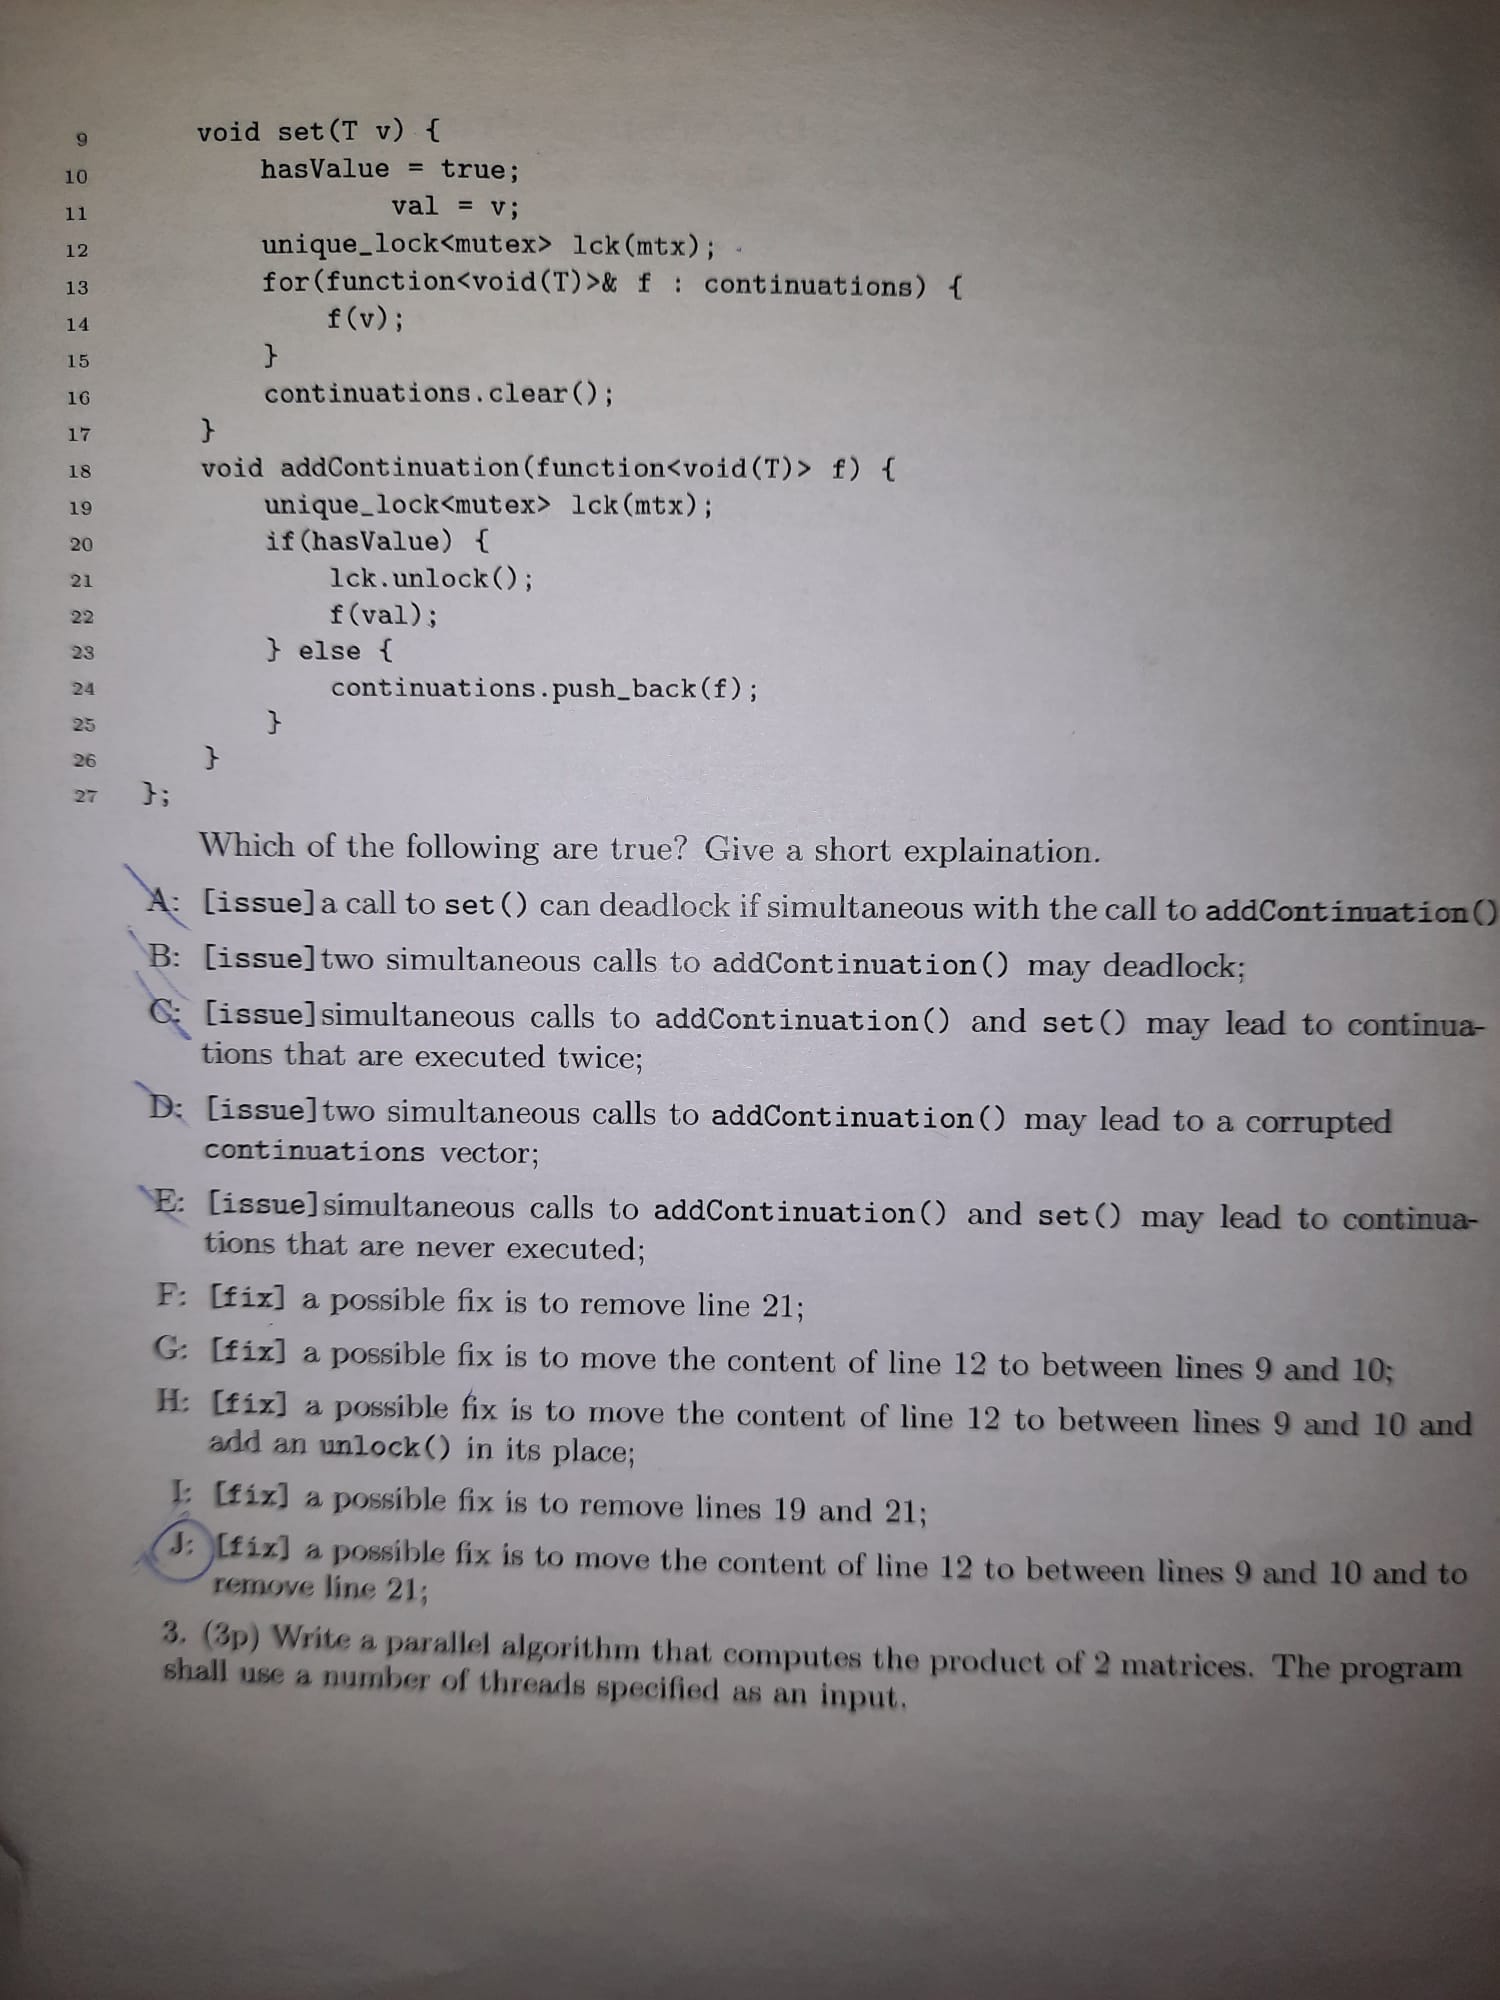 9 void set(T v) {
10 hasValue = true;
11 val = v;
12 unique_lock<mutex> lck(mtx);
13 for(function<void(T)>& f : continuations) {
14 f(v);
15 }
16 continuations.clear();
17 }
18 void addContinuation(function<void(T)> f) {
19 unique_lock<mutex> lck(mtx);
20 if(hasValue) {
21 lck.unlock();
22 f(val);
23 } else {
24 continuations.push_back(f);
25 }
26 }
27 };
Which of the following are true? Give a short explaination.
A: [issue]a call to set() can deadlock if simultaneous with the call to addContinuation()
B: [issue]two simultaneous calls to addContinuation() may deadlock;
C: [issue]simultaneous calls to addContinuation() and set() may lead to continua-
tions that are executed twice;
D: [issue]two simultaneous calls to addContinuation() may lead to a corrupted
continuations vector;
E: [issue]simultaneous calls to addContinuation() and set() may lead to continua-
tions that are never executed;
F: [fix] a possible fix is to remove line 21;
G: [fix] a possible fix is to move the content of line 12 to between lines 9 and 10;
H: [fix] a possible fix is to move the content of line 12 to between lines 9 and 10 and
add an unlock() in its place;
I: [fix] a possible fix is to remove lines 19 and 21;
J: [fix] a possible fix is to move the content of line 12 to between lines 9 and 10 and to
remove line 21;
3. (3p) Write a parallel algorithm that computes the product of 2 matrices. The program
shall use a number of threads specified as an input.